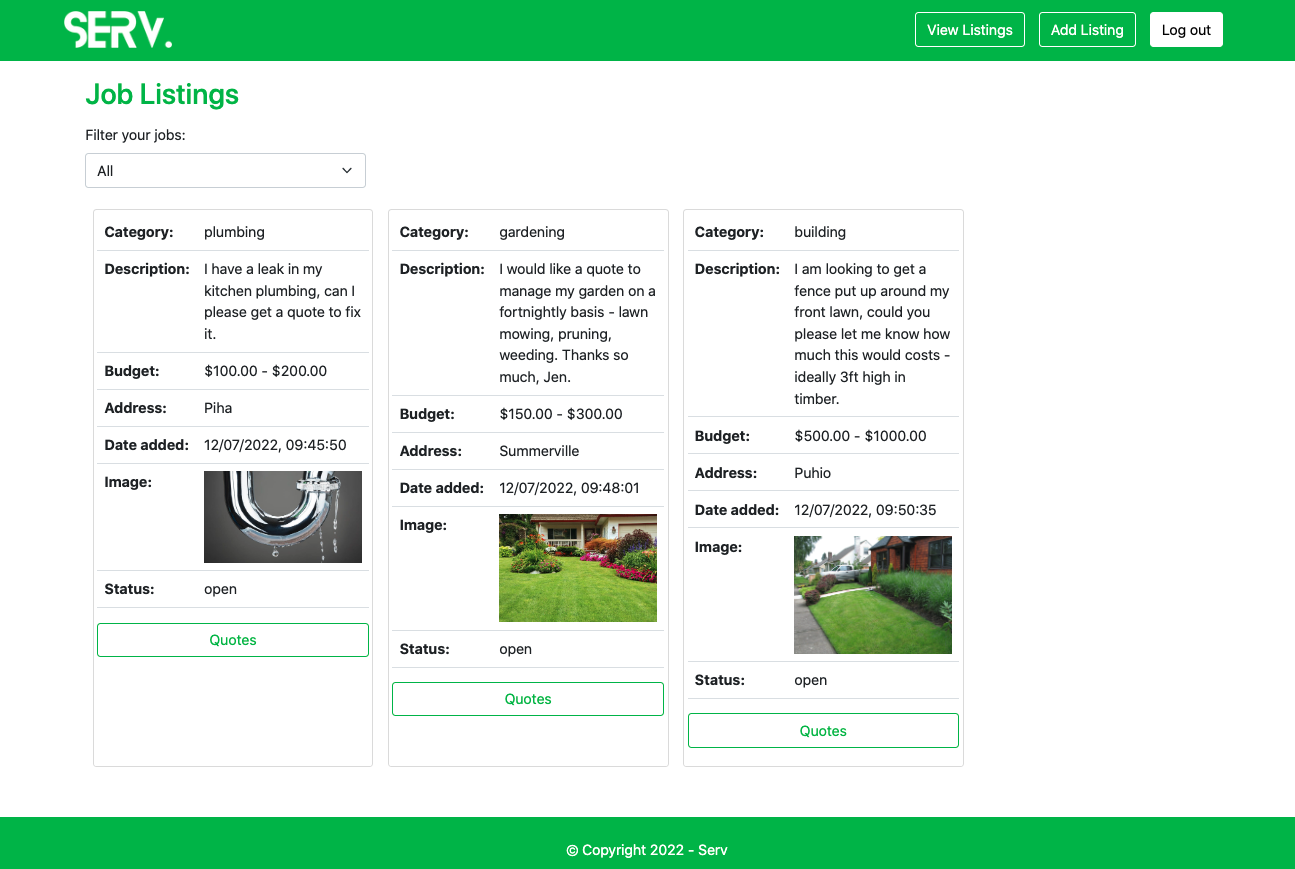 SERV.
View Listings
Add Listing
Log out
Job Listings
Filter your jobs:
All
Category: plumbing
Description: I have a leak in my
kitchen plumbing, can I
please get a quote to fix
it.
Budget: $100.00 - $200.00
Address: Piha
Date added: 12/07/2022, 09:45:50
Image:
Status: open
Quotes
Category: gardening
Description: I would like a quote to
manage my garden on a
fortnightly basis - lawn
mowing, pruning,
weeding. Thanks so
much, Jen.
Budget: $150.00 - $300.00
Address: Summerville
Date added: 12/07/2022, 09:48:01
Image:
Status: open
Quotes
Category: building
Description: I am looking to get a
fence put up around my
front lawn, could you
please let me know how
much this would costs -
ideally 3ft high in
timber.
Budget: $500.00 - $1000.00
Address: Puhio
Date added: 12/07/2022, 09:50:35
Image:
Status: open
Quotes
© Copyright 2022 - Serv